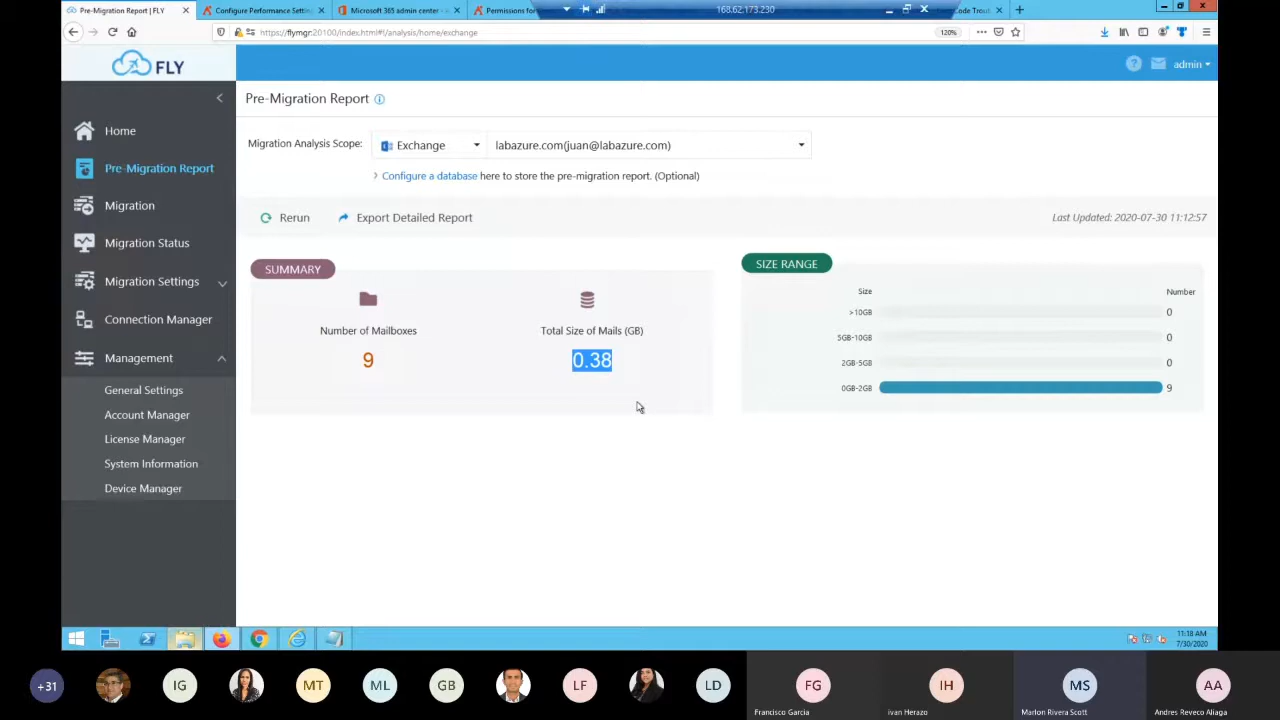 Pre-Migration Report | FLY
Configure Performance Settin
Microsoft 365 admin center -
Permissions for
168.62.173.230
Code Trou
https://flymgr:20100/index.html#!/analysis/home/exchange
120%
FLY
admin
Home
Pre-Migration Report
Migration
Migration Status
Migration Settings
Connection Manager
Management
General Settings
Account Manager
License Manager
System Information
Device Manager
Pre-Migration Report
Migration Analysis Scope:
Exchange
labazure.com(juan@labazure.com)
Configure a database here to store the pre-migration report. (Optional)
Rerun
Export Detailed Report
Last Updated: 2020-07-30 11:12:57
SUMMARY
Number of Mailboxes
9
Total Size of Mails (GB)
0.38
SIZE RANGE
Size Number
>10GB 0
5GB-10GB 0
2GB-5GB 0
0GB-2GB 9
11:18 AM
7/30/2020
+31
IG
MT
ML
GB
LF
LD
FG
Francisco Garcia
IH
ivan Herazo
MS
Marlon Rivera Scott
AA
Andres Reveco Aliaga